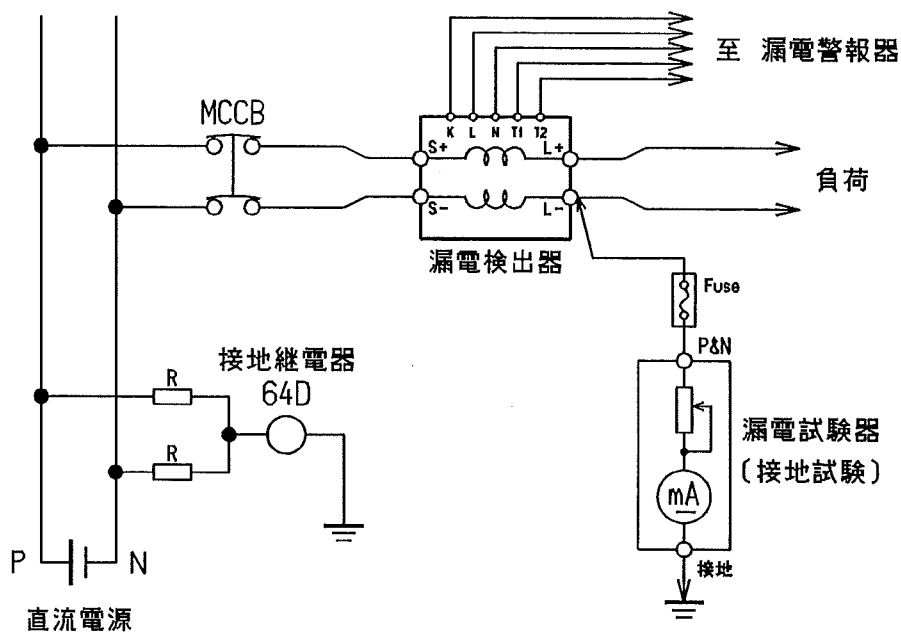 至 漏電警報器
MCCB
K L N T1 T2
S+ L+
S- L-
負荷
漏電検出器
Fuse
接地継電器
64D
P&N
R
R
漏電試験器
(接地試験)
mA
P N
接地
直流電源